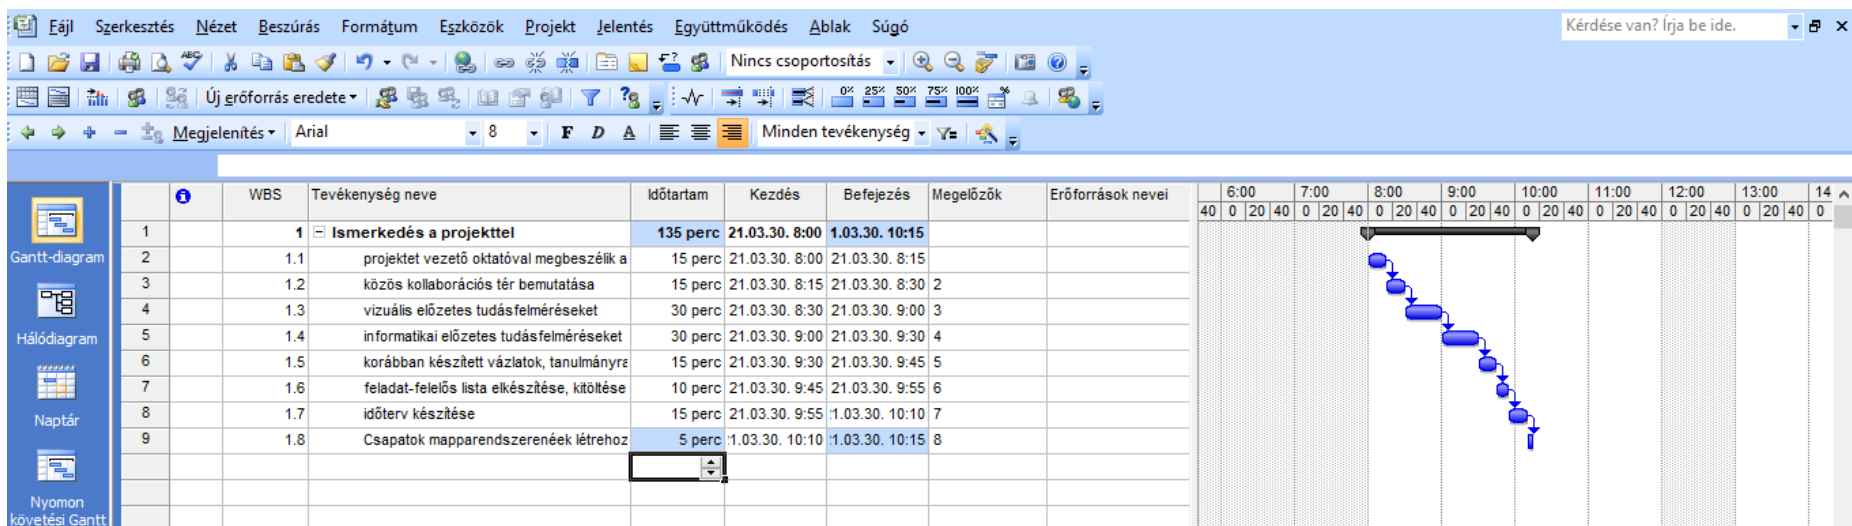 Fájl Szerkesztés Nézet Beszúrás Formátum Eszközök Projekt Jelentés Együttműködés Ablak Súgó Kérdése van? Írja be ide.
ABC Nincs csoportosítás
Új erőforrás eredete 0% 25% 50% 75% 100%
Megjelenítés Arial 8 F D A Minden tevékenység
WBS Tevékenység neve Időtartam Kezdés Befejezés Megelőzők Erőforrások nevei 6:00 7:00 8:00 9:00 10:00 11:00 12:00 13:00 14
40 0 20 40 0 20 40 0 20 40 0 20 40 0 20 40 0 20 40 0 20 40 0 20 40 0
1 1 Ismerkedés a projekttel 135 perc 21.03.30. 8:00 1.03.30. 10:15
2 1.1 projektet vezető oktatóval megbeszélik a 15 perc 21.03.30. 8:00 21.03.30. 8:15
3 1.2 közös kollaborációs tér bemutatása 15 perc 21.03.30. 8:15 21.03.30. 8:30 2
4 1.3 vizuális előzetes tudásfelméréseket 30 perc 21.03.30. 8:30 21.03.30. 9:00 3
5 1.4 informatikai előzetes tudásfelméréseket 30 perc 21.03.30. 9:00 21.03.30. 9:30 4
6 1.5 korábban készített vázlatok, tanulmányra 15 perc 21.03.30. 9:30 21.03.30. 9:45 5
7 1.6 feladat-felelős lista elkészítése, kitöltése 10 perc 21.03.30. 9:45 21.03.30. 9:55 6
8 1.7 időterv készítése 15 perc 21.03.30. 9:55 1.03.30. 10:10 7
9 1.8 Csapatok mapparendszerenéek létrehoz 5 perc 1.03.30. 10:10 1.03.30. 10:15 8
Gantt-diagram
Hálódiagram
Naptár
Nyomon
követési Gantt